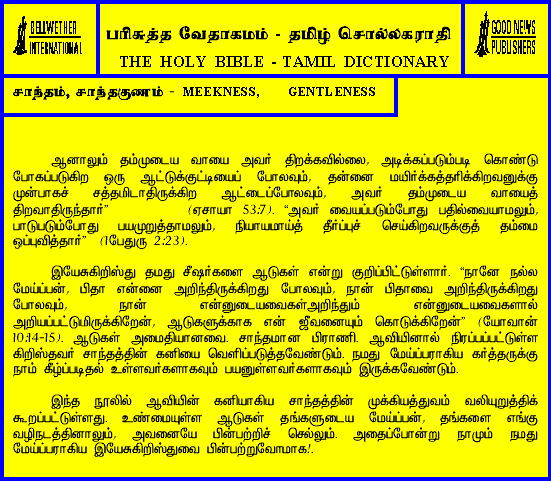 BELLWETHER
INTERNATIONAL
பரிசுத்த வேதாகமம் - தமிழ் சொல்லகராதி
THE HOLY BIBLE - TAMIL DICTIONARY
GOOD NEWS
PUBLISHERS
சாந்தம், சாந்தகுணம் - MEEKNESS, GENTLENESS
ஆனாலும் தம்முடைய வாயை அவர் திறக்கவில்லை, அடிக்கப்படும்படி கொண்டு
போகப்படுகிற ஒரு ஆட்டுக்குட்டியைப் போலவும், தன்னை மயிர்க்கத்தரிக்கிறவனுக்கு
முன்பாகச் சத்தமிடாதிருக்கிற ஆட்டைப்போலவும், அவர் தம்முடைய வாயைத்
திறவாதிருந்தார்” (ஏசாயா 53:7). “அவர் வையப்படும்போது பதில்வையாமலும்,
பாடுபடும்போது பயமுறுத்தாமலும், நியாயமாய்த் தீர்ப்புச் செய்கிறவருக்குத் தம்மை
ஒப்புவித்தார்” (1பேதுரு 2:23).
இயேசுகிறிஸ்து தமது சீஷர்களை ஆடுகள் என்று குறிப்பிட்டுள்ளார். “நானே நல்ல
மேய்ப்பன், பிதா என்னை அறிந்திருக்கிறது போலவும், நான் பிதாவை அறிந்திருக்கிறது
போலவும், நான் என்னுடையவைகள்அறிந்தும் என்னுடையவைகளால்
அறியப்பட்டுமிருக்கிறேன், ஆடுகளுக்காக என் ஜீவனையும் கொடுக்கிறேன்” (யோவான்
10:14-15). ஆடுகள் அமைதியானவை. சாந்தமான பிராணி. ஆவியினால் நிரப்பப்பட்டுள்ள
கிறிஸ்தவர் சாந்தத்தின் கனியை வெளிப்படுத்தவேண்டும். நமது மேய்ப்பராகிய கர்த்தருக்கு
நாம் கீழ்ப்படிதல் உள்ளவர்களாகவும் பயனுள்ளவர்களாகவும் இருக்கவேண்டும்.
இந்த நூலில் ஆவியின் கனியாகிய சாந்தத்தின் முக்கியத்துவம் வலியுறுத்திக்
கூறப்பட்டுள்ளது. உண்மையுள்ள ஆடுகள் தங்களுடைய மேய்ப்பன், தங்களை எங்கு
வழிநடத்தினாலும், அவனையே பின்பற்றிச் செல்லும். அதைப்போன்று நாமும் நமது
மேய்ப்பராகிய இயேசுகிறிஸ்துவை பின்பற்றுவோமாக!.